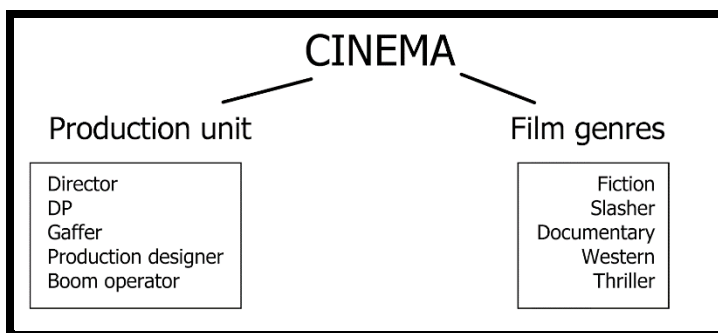 CINEMA
Production unit
Director
DP
Gaffer
Production designer
Boom operator
Film genres
Fiction
Slasher
Documentary
Western
Thriller